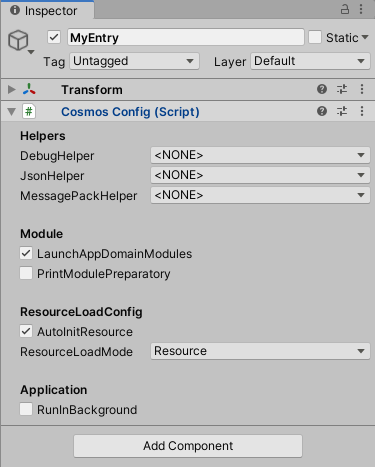 Inspector
MyEntry Static
Tag Untagged Layer Default
Transform
# Cosmos Config (Script)
Helpers
DebugHelper <NONE>
JsonHelper <NONE>
MessagePackHelper <NONE>
Module
LaunchAppDomainModules
PrintModulePreparatory
ResourceLoadConfig
AutoInitResource
ResourceLoadMode Resource
Application
RunInBackground
Add Component